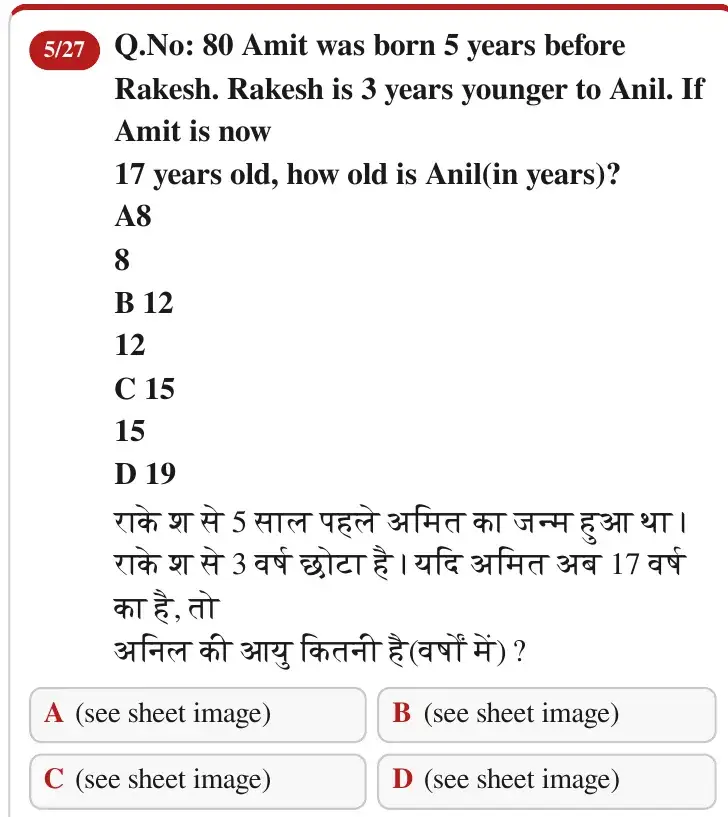 5/27 Q.No: 80 Amit was born 5 years before
Rakesh. Rakesh is 3 years younger to Anil. If
Amit is now
17 years old, how old is Anil(in years)?
A8
8
B 12
12
C 15
15
D 19
राके श से 5 साल पहले अमित का जन्म हुआ था।
राके श से 3 वर्ष छोटा है। यदि अमित अब 17 वर्ष
का है, तो
अनिल की आयु कितनी है(वर्षों में) ?
A (see sheet image)
B (see sheet image)
C (see sheet image)
D (see sheet image)